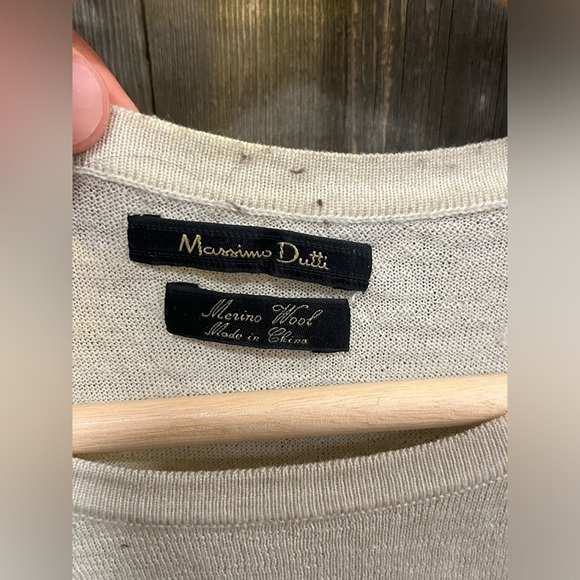 Massimo Dutti
Merino Wool
Made in China